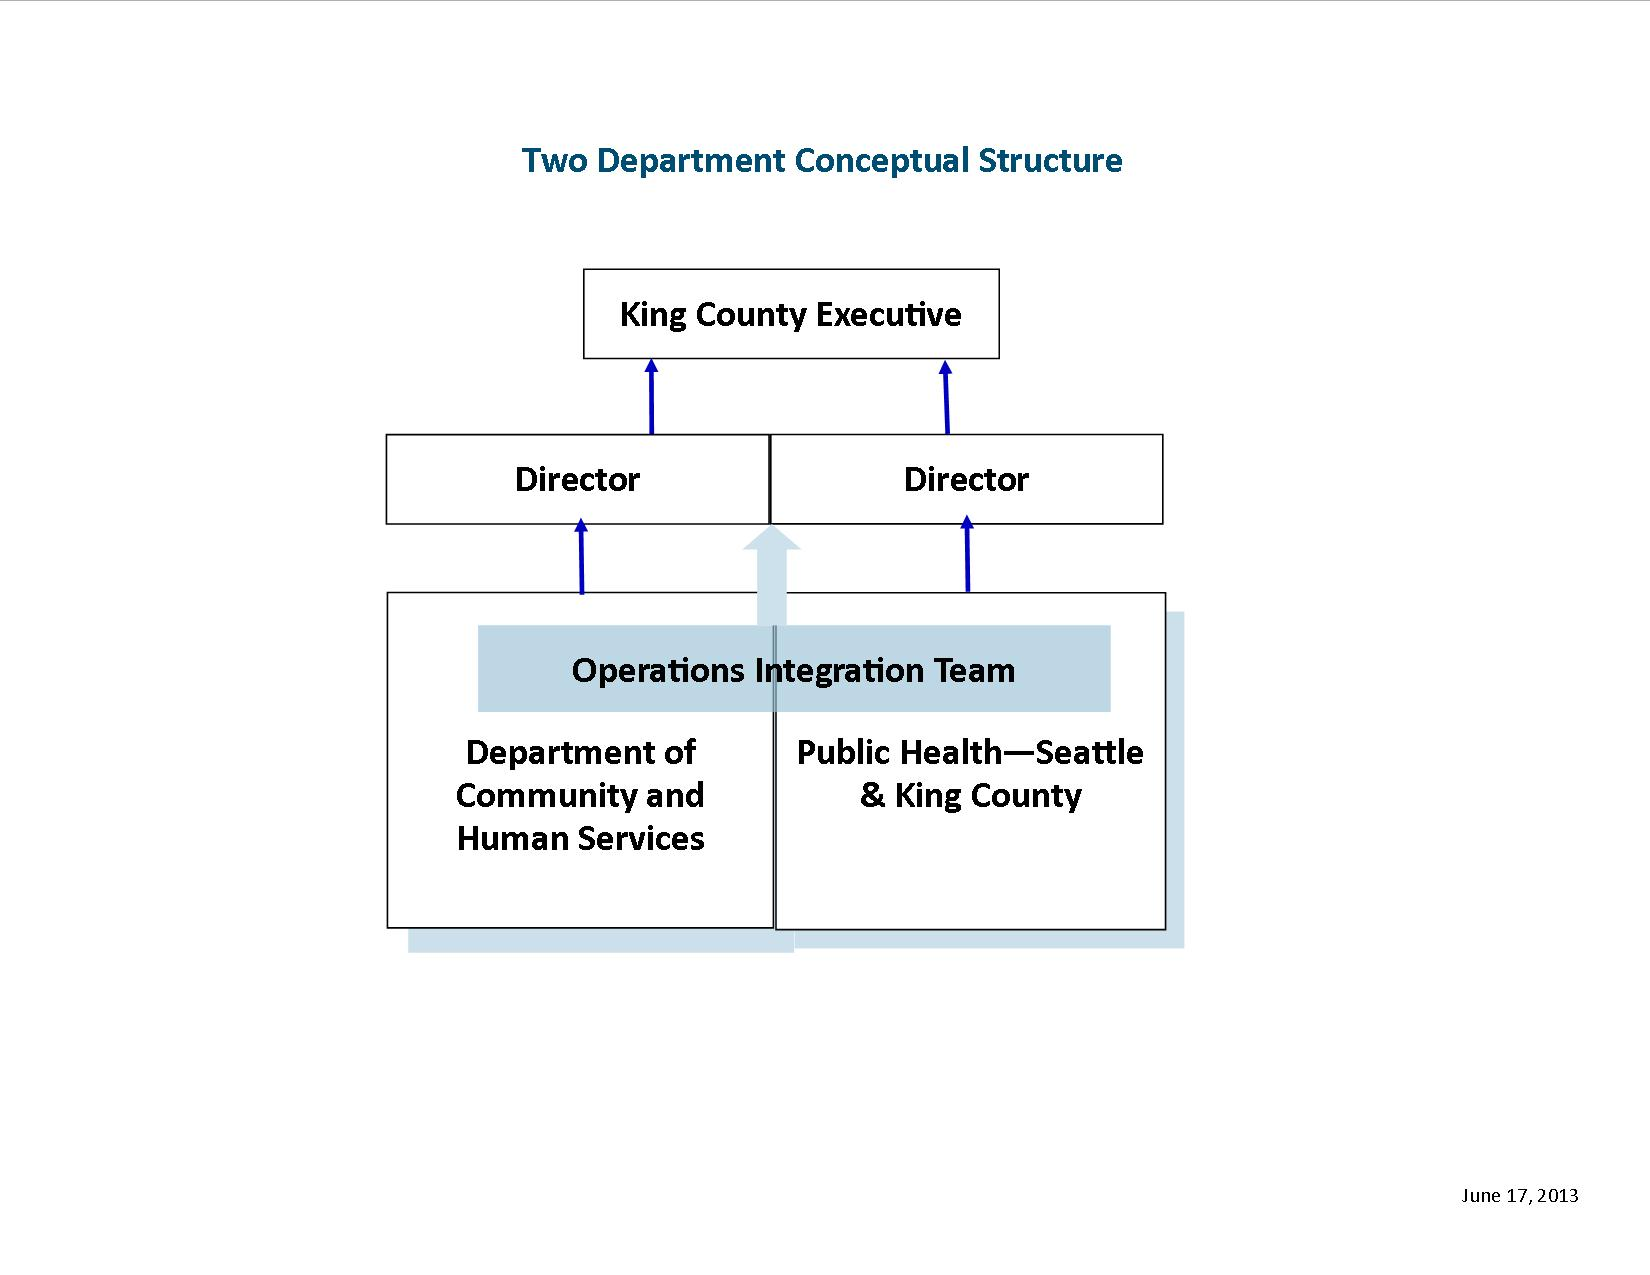 Two Department Conceptual Structure
King County Executive
Director
Director
Operations Integration Team
Department of
Community and
Human Services
Public Health—Seattle
& King County
June 17, 2013